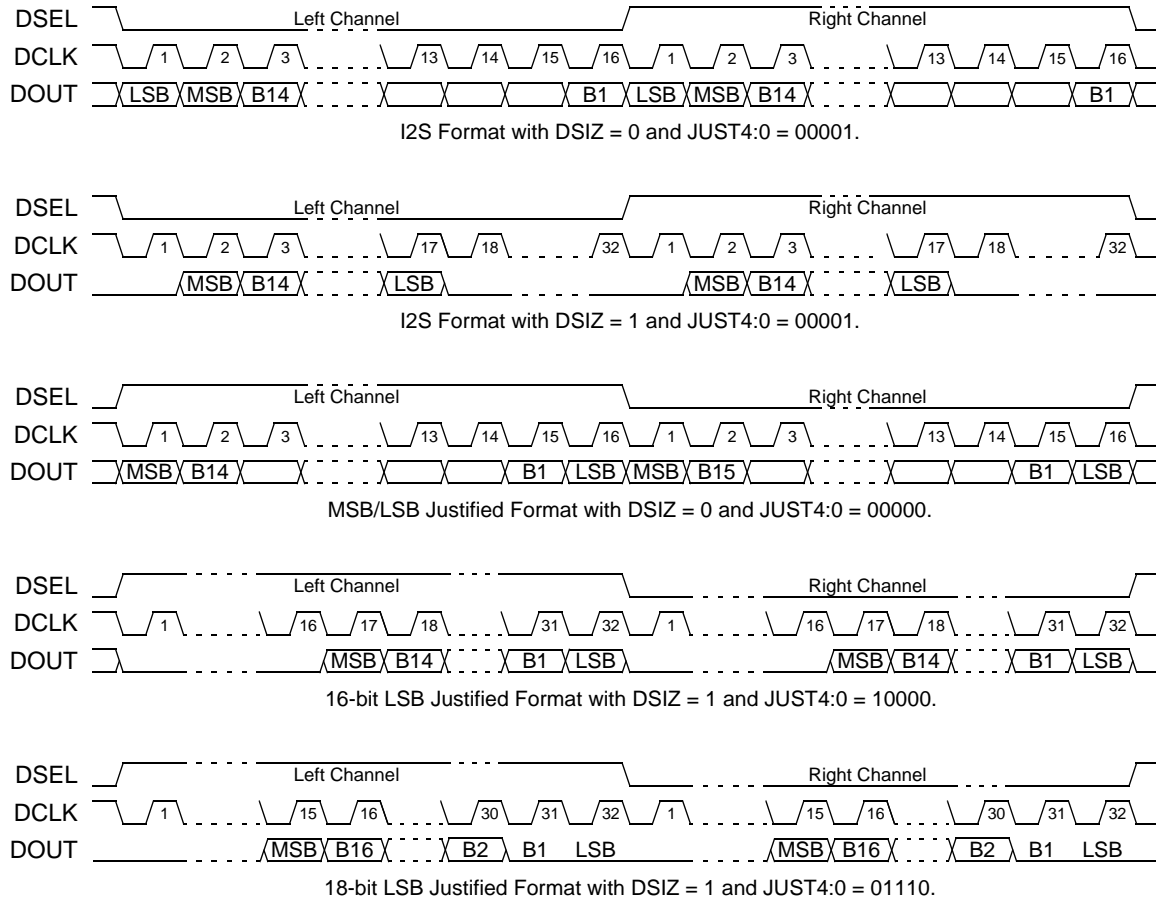 DSEL Left Channel Right Channel
DCLK 1 2 3 13 14 15 16 1 2 3 13 14 15 16
DOUT LSB MSB B14 B1 LSB MSB B14 B1
I2S Format with DSIZ = 0 and JUST4:0 = 00001.
DSEL Left Channel Right Channel
DCLK 1 2 3 17 18 32 1 2 3 17 18 32
DOUT MSB B14 LSB MSB B14 LSB
I2S Format with DSIZ = 1 and JUST4:0 = 00001.
DSEL Left Channel Right Channel
DCLK 1 2 3 13 14 15 16 1 2 3 13 14 15 16
DOUT MSB B14 B1 LSB MSB B15 B1 LSB
MSB/LSB Justified Format with DSIZ = 0 and JUST4:0 = 00000.
DSEL Left Channel Right Channel
DCLK 1 16 17 18 31 32 1 16 17 18 31 32
DOUT MSB B14 B1 LSB MSB B14 B1 LSB
16-bit LSB Justified Format with DSIZ = 1 and JUST4:0 = 10000.
DSEL Left Channel Right Channel
DCLK 1 15 16 30 31 32 1 15 16 30 31 32
DOUT MSB B16 B2 B1 LSB MSB B16 B2 B1 LSB
18-bit LSB Justified Format with DSIZ = 1 and JUST4:0 = 01110.